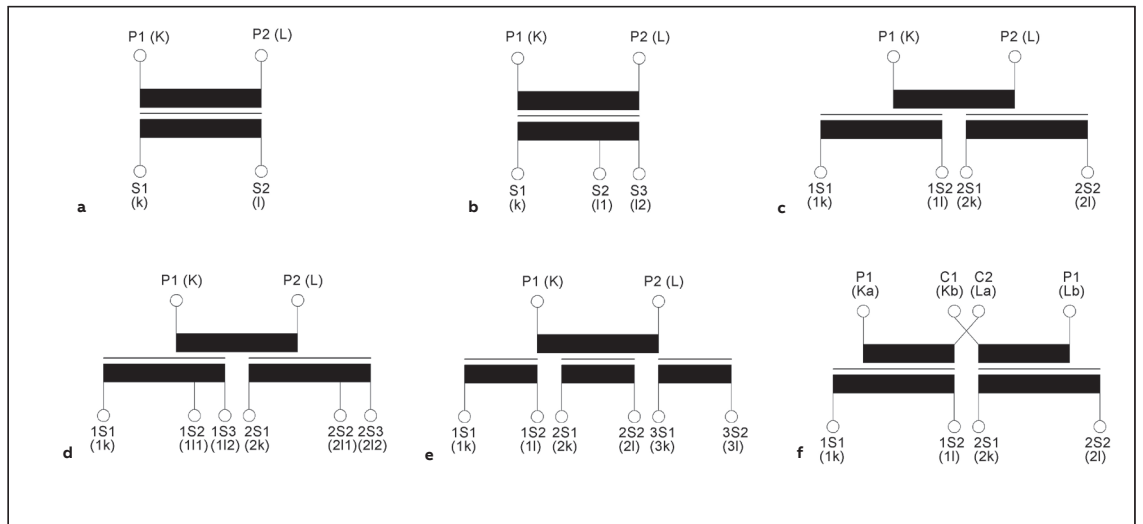 P1 (K) P2 (L)
S1 S2
(k) (l)
a
P1 (K) P2 (L)
S1 S2 S3
(k) (l1) (l2)
b
P1 (K) P2 (L)
1S1 1S2 2S1 2S2
(1k) (1l) (2k) (2l)
c
P1 (K) P2 (L)
1S1 1S2 1S3 2S1 2S2 2S3
(1k) (1l1) (1l2) (2k) (2l1) (2l2)
d
P1 (K) P2 (L)
1S1 1S2 2S1 2S2 3S1 3S2
(1k) (1l) (2k) (2l) (3k) (3l)
e
P1 C1 C2 P1
(Ka) (Kb) (La) (Lb)
1S1 1S2 2S1 2S2
(1k) (1l) (2k) (2l)
f